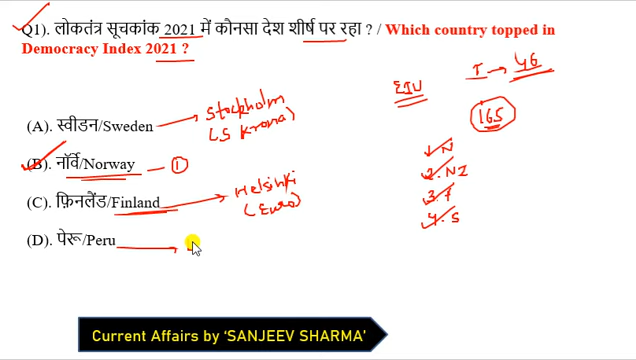 Q1). लोकतंत्र सूचकांक 2021 में कौनसा देश शीर्ष पर रहा ? / Which country topped in
Democracy Index 2021 ?
I → 46
EIU
165
(A). स्वीडन/Sweden → Stockholm
(S Krona)
(B). नॉर्वे/Norway — 1
(C). फ़िनलेंड/Finland → Helsinki
(Euro)
(D). पेरू/Peru
1. N
2. NZ
3. F
4. S
Current Affairs by ‘SANJEEV SHARMA’